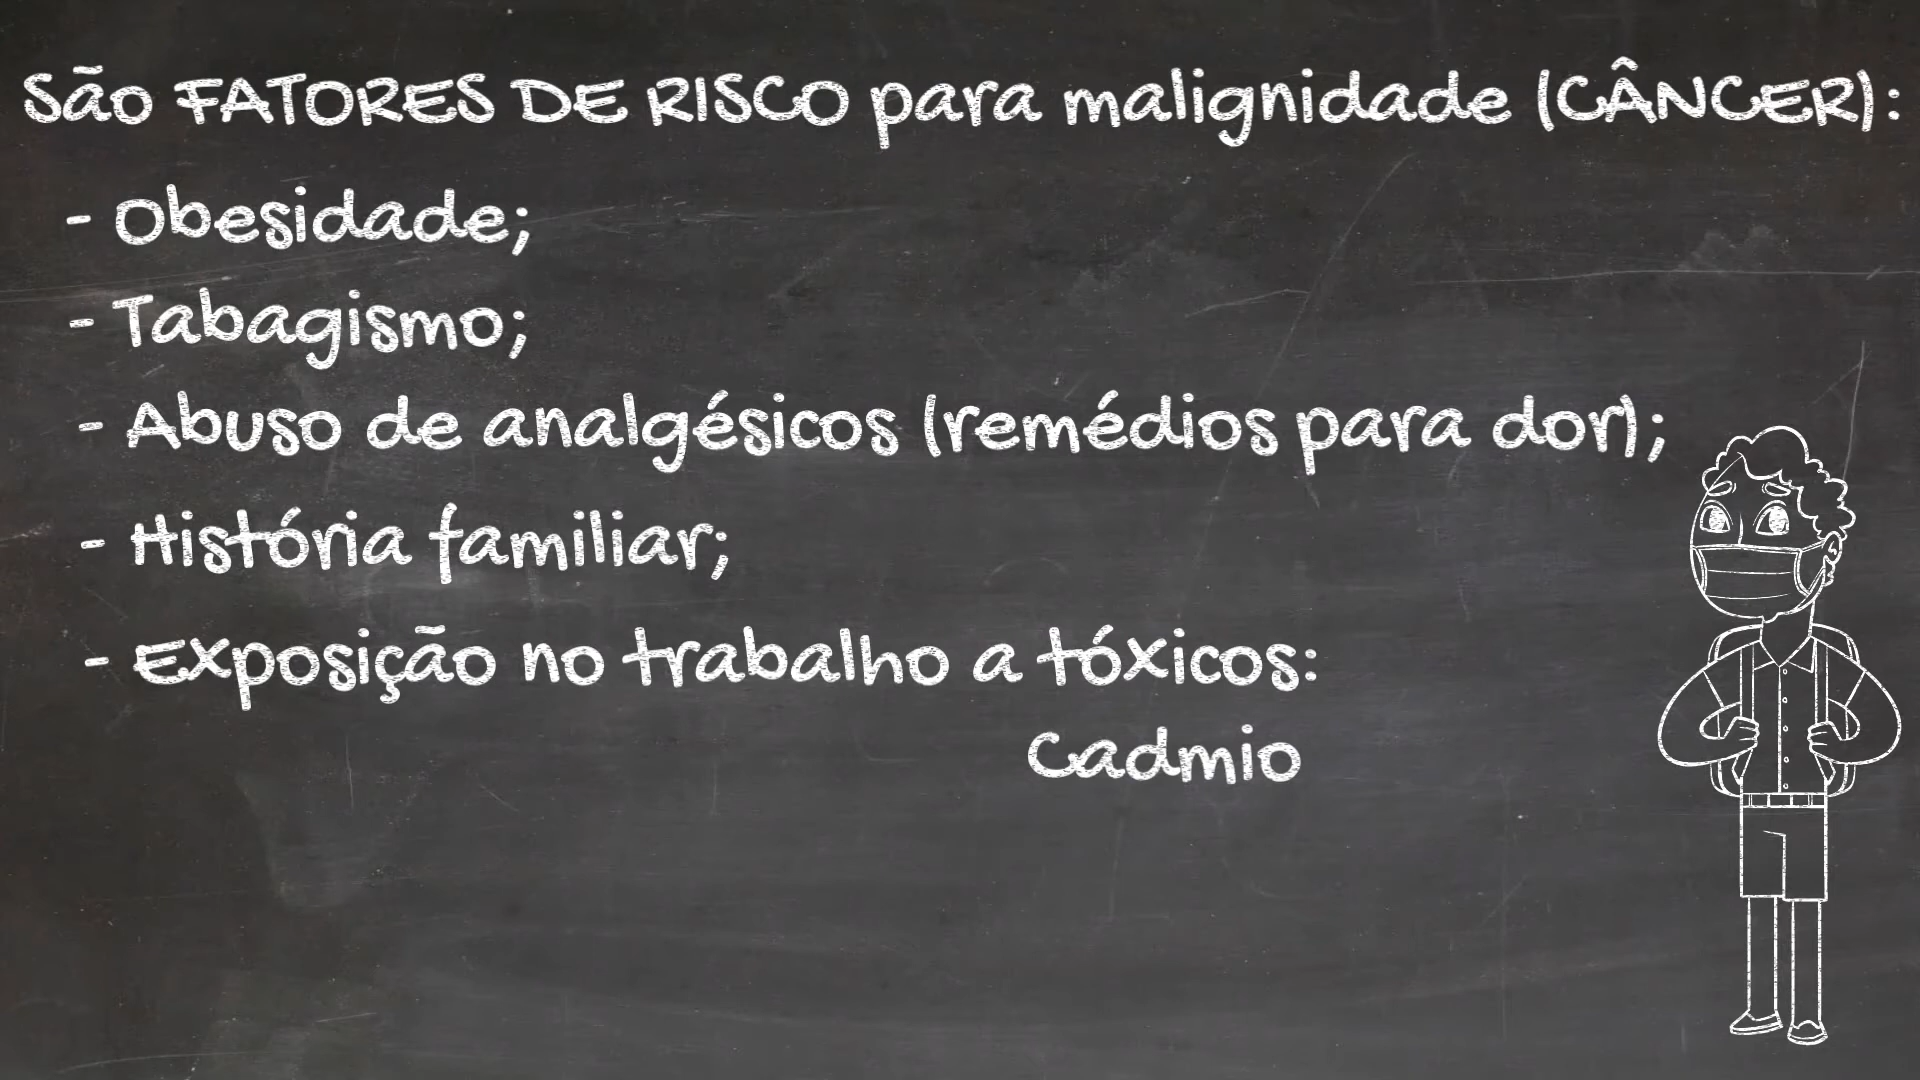 São FATORES DE RISCO para malignidade (CÂNCER):
- Obesidade;
- Tabagismo;
- Abuso de analgésicos (remédios para dor);
- História familiar;
- Exposição no trabalho a tóxicos:
Cadmio